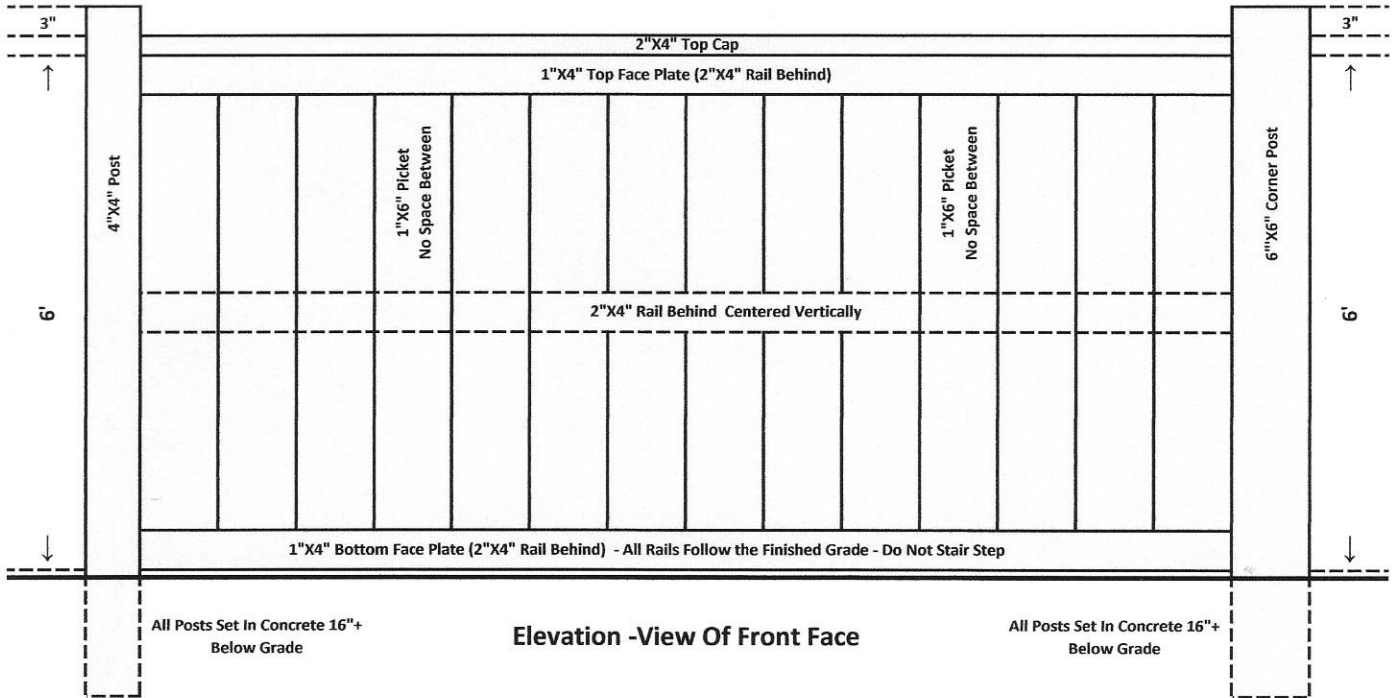 3"
3"
2"X4" Top Cap
1"X4" Top Face Plate (2"X4" Rail Behind)
4"X4" Post
1"X6" Picket
No Space Between
1"X6" Picket
No Space Between
6'"X6" Corner Post
6'
2"X4" Rail Behind Centered Vertically
6'
1"X4" Bottom Face Plate (2"X4" Rail Behind) - All Rails Follow the Finished Grade - Do Not Stair Step
All Posts Set In Concrete 16"+
Below Grade
Elevation -View Of Front Face
All Posts Set In Concrete 16"+
Below Grade